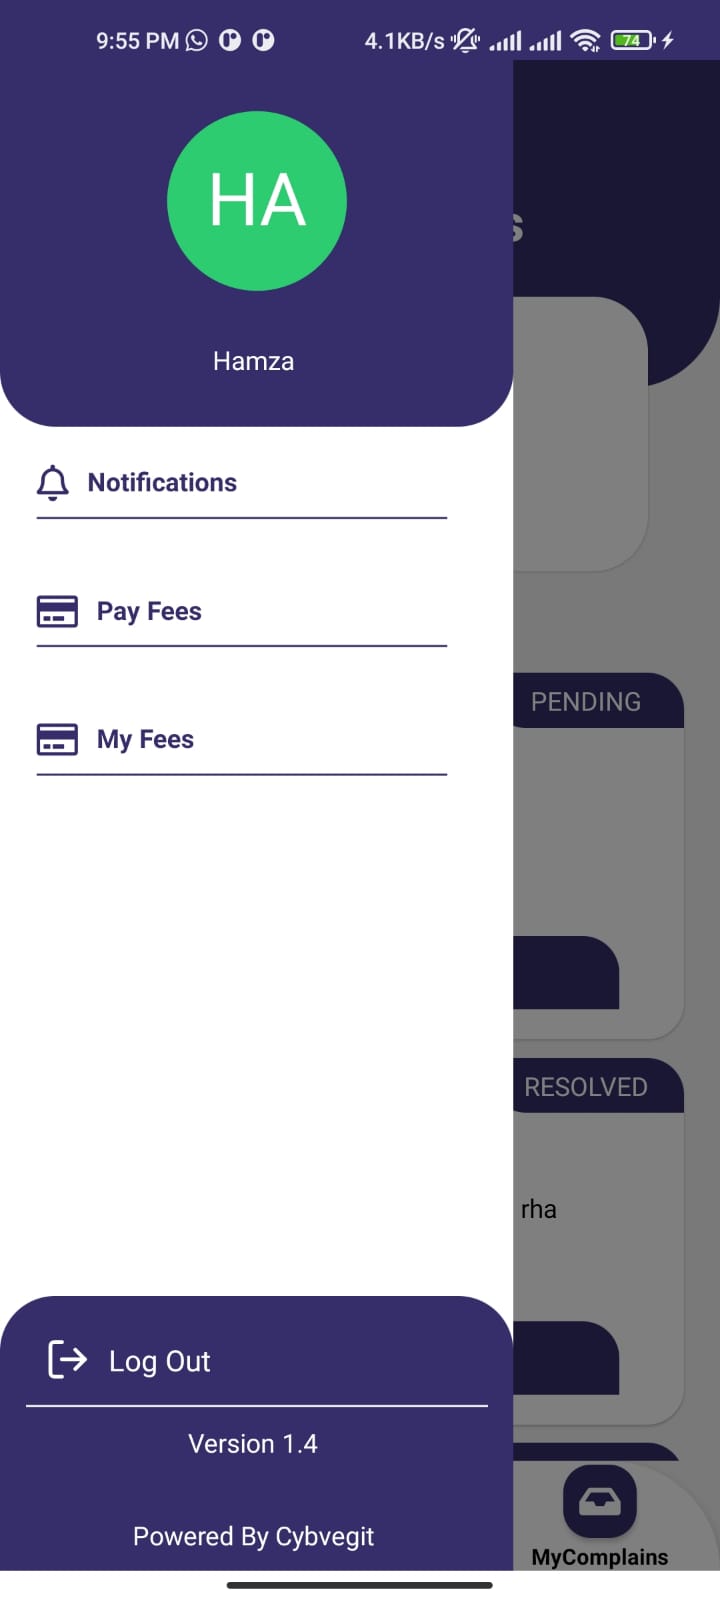 9:55 PM 4.1KB/s 74
HA
Hamza
Notifications
Pay Fees
My Fees
PENDING
RESOLVED
rha
Log Out
Version 1.4
Powered By Cybvegit
MyComplains